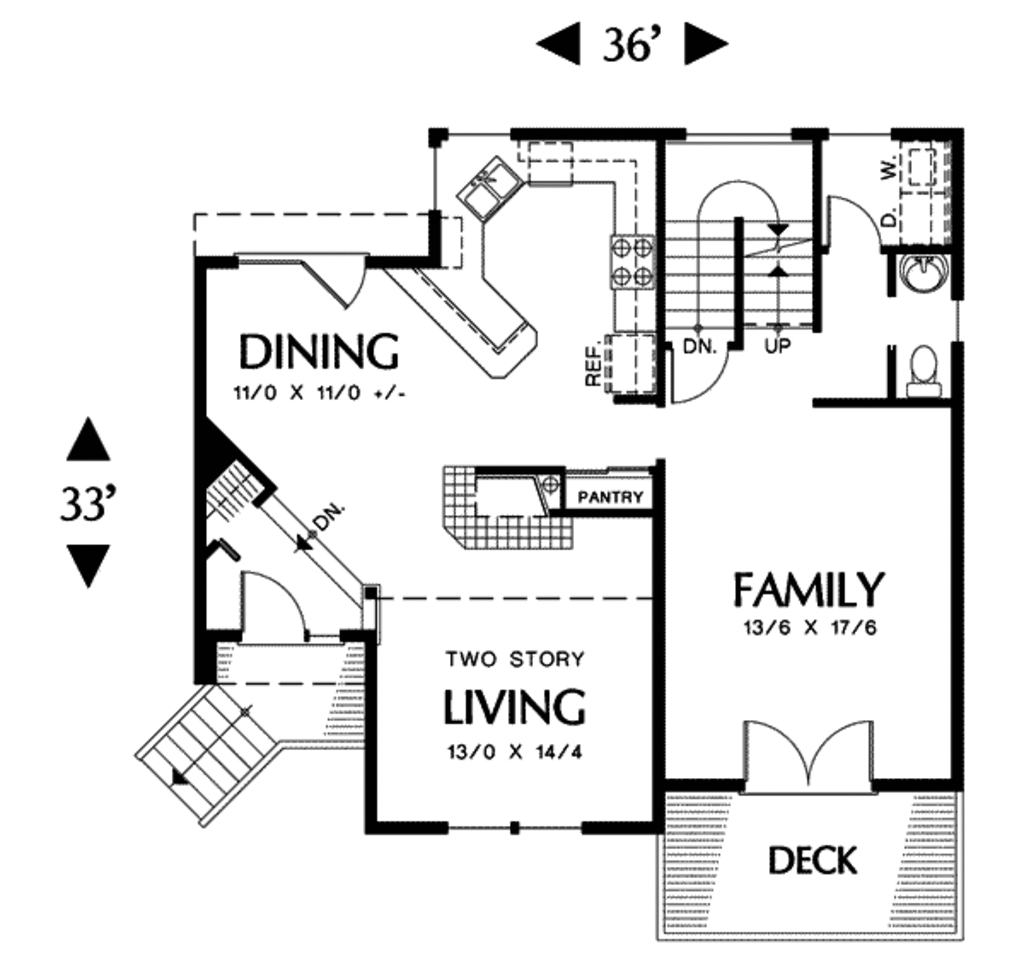 36'
W.
D.
DINING
11/0 X 11/0 +/-
REF.
DN.
UP
33'
DN.
PANTRY
FAMILY
13/6 X 17/6
TWO STORY
LIVING
13/0 X 14/4
DECK